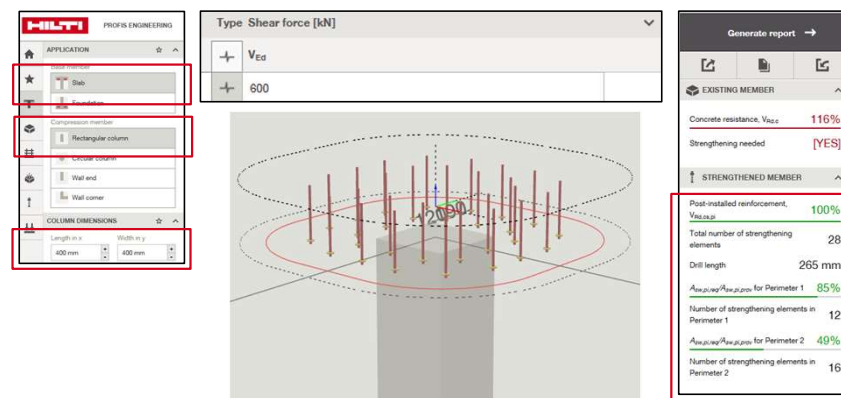 HILTI PROFIS ENGINEERING
APPLICATION
Base member
Slab
Foundation
Compression member
Rectangular column
Circular column
Wall end
Wall corner
COLUMN DIMENSIONS
Length in x Width in y
400 mm 400 mm
Type Shear force [kN]
VEd
600
Generate report
EXISTING MEMBER
Concrete resistance, VRd,c 116%
Strengthening needed [YES]
STRENGTHENED MEMBER
Post-installed reinforcement,
VRd,cs,pi 100%
Total number of strengthening
elements 28
Drill length 265 mm
Asw,pi,req/Asw,pi,prov for Perimeter 1 85%
Number of strengthening elements in
Perimeter 1 12
Asw,pi,req/Asw,pi,prov for Perimeter 2 49%
Number of strengthening elements in
Perimeter 2 16